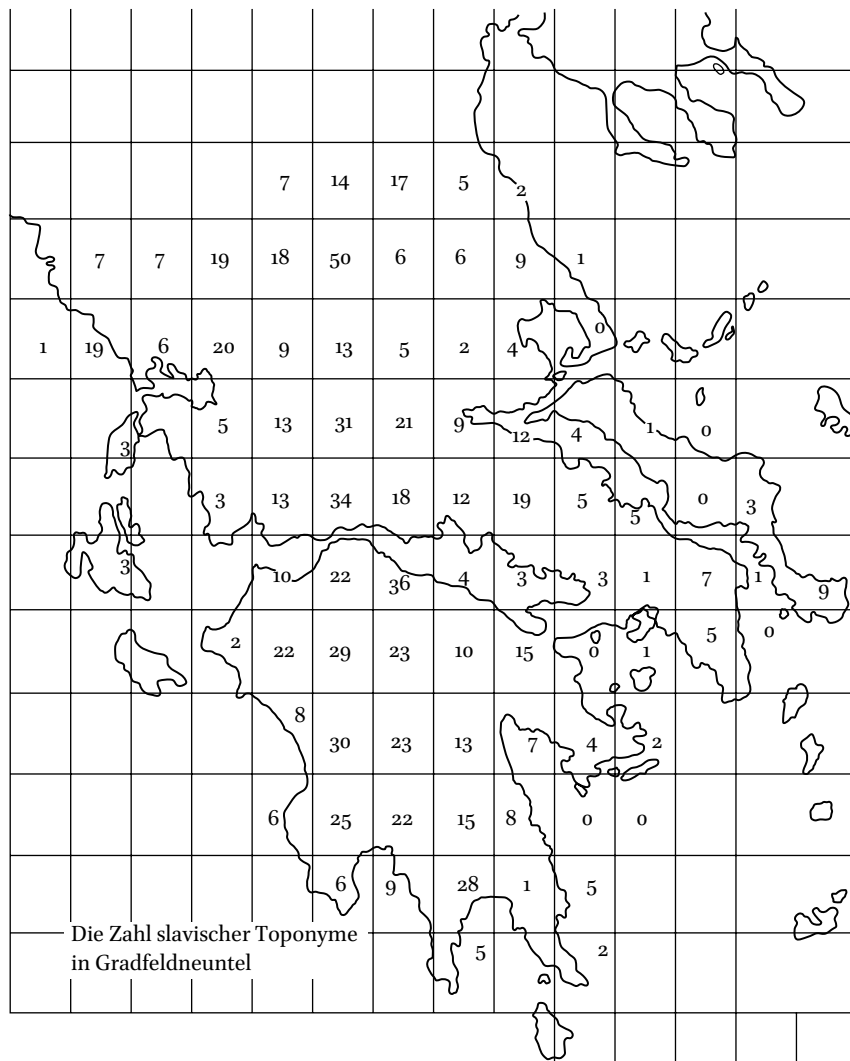 7 14 17 5 2
7 7 19 18 50 6 6 9 1
1 19 6 20 9 13 5 2 4 0
3 5 13 31 21 9 12 4 1 0
3 13 34 18 12 19 5 5 0 3
3 10 22 36 4 3 3 1 7 1 9
2 22 29 23 10 15 0 1 5 0
8 30 23 13 7 4 2
6 25 22 15 8 0 0
6 9 28 1 5
Die Zahl slavischer Toponyme
in Gradfeldneuntel
5 2